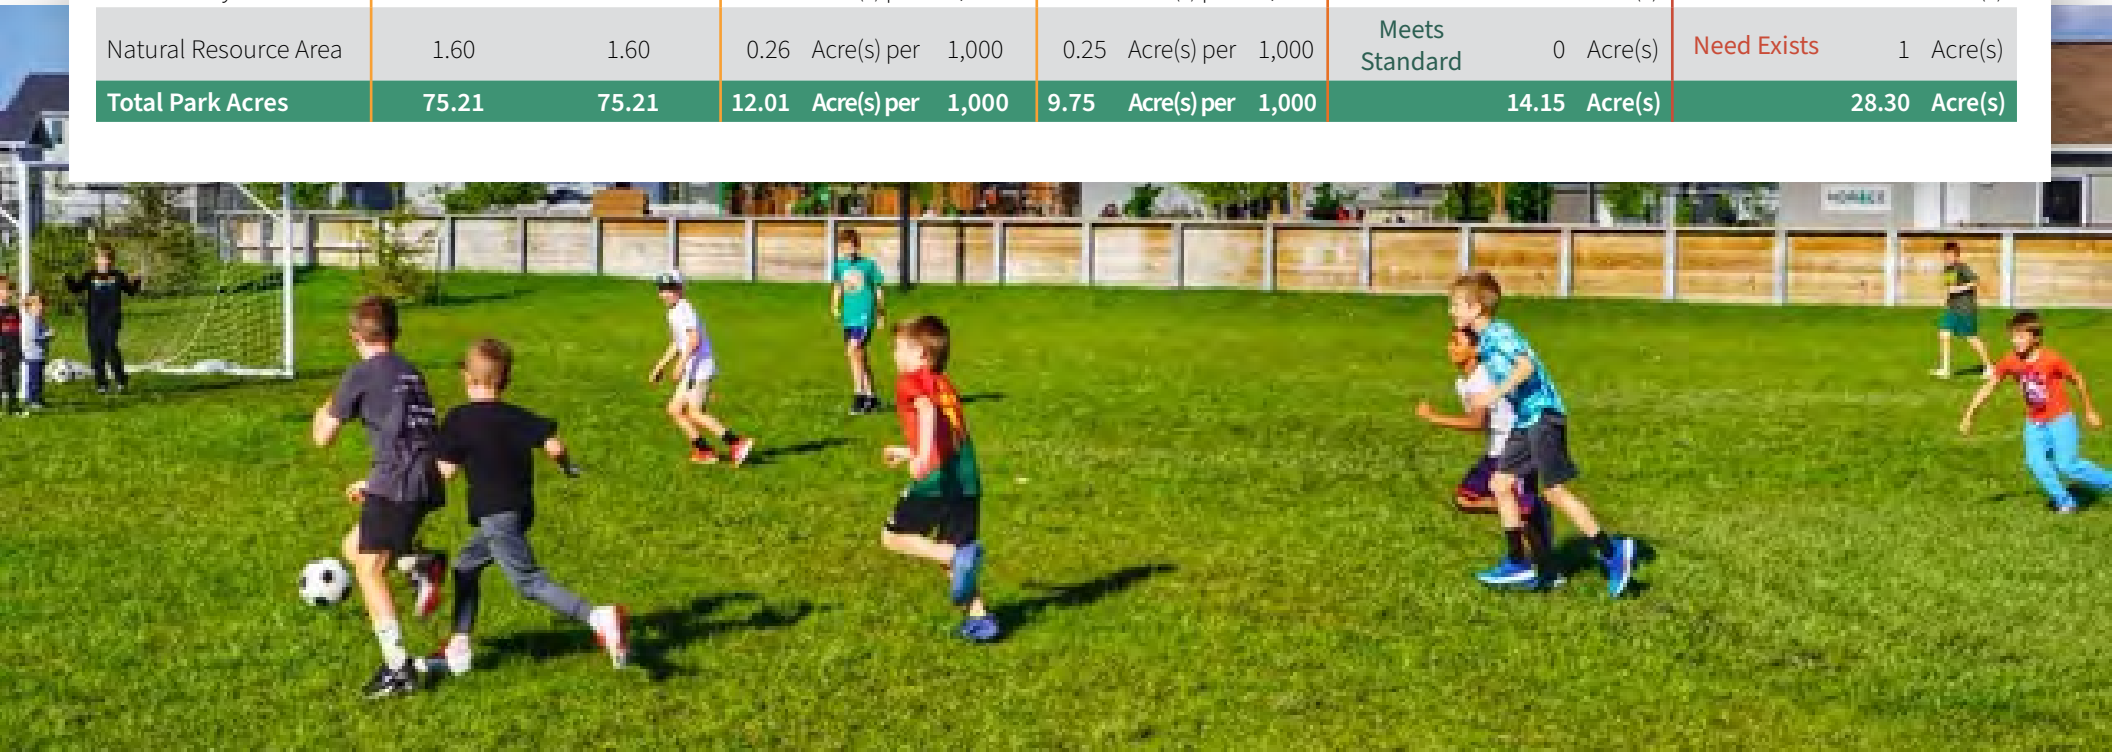 Natural Resource Area 1.60 1.60 0.26 Acre(s) per 1,000 0.25 Acre(s) per 1,000 Meets Standard 0 Acre(s) Need Exists 1 Acre(s)
Total Park Acres 75.21 75.21 12.01 Acre(s) per 1,000 9.75 Acre(s) per 1,000 14.15 Acre(s) 28.30 Acre(s)